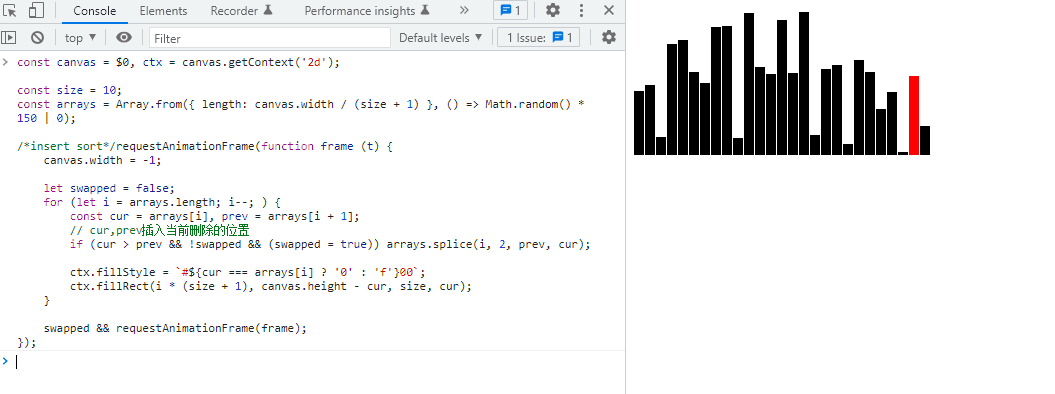 Console Elements Recorder Performance insights 1
top Filter Default levels 1 Issue: 1
const canvas = $0, ctx = canvas.getContext('2d');
const size = 10;
const arrays = Array.from({ length: canvas.width / (size + 1) }, () => Math.random() *
150 | 0);
/*insert sort*/requestAnimationFrame(function frame (t) {
canvas.width = -1;
let swapped = false;
for (let i = arrays.length; i--; ) {
const cur = arrays[i], prev = arrays[i + 1];
// cur,prev插入当前删除的位置
if (cur > prev && !swapped && (swapped = true)) arrays.splice(i, 2, prev, cur);
ctx.fillStyle = `#${cur === arrays[i] ? '0' : 'f'}00`;
ctx.fillRect(i * (size + 1), canvas.height - cur, size, cur);
}
swapped && requestAnimationFrame(frame);
});